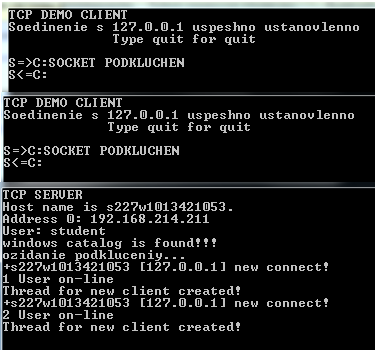 TCP DEMO CLIENT
Soedinenie s 127.0.0.1 uspeshno ustanovlenno
Type quit for quit
S=>C:SOCKET PODKLUCHEN
S<=C:
TCP DEMO CLIENT
Soedinenie s 127.0.0.1 uspeshno ustanovlenno
Type quit for quit
S=>C:SOCKET PODKLUCHEN
S<=C:
TCP SERVER
Host name is s227w1013421053.
Address 0: 192.168.214.211
User: student
windows catalog is found!!!
ozidanie podkluceniy...
+s227w1013421053 [127.0.0.1] new connect!
1 User on-line
Thread for new client created!
+s227w1013421053 [127.0.0.1] new connect!
2 User on-line
Thread for new client created!